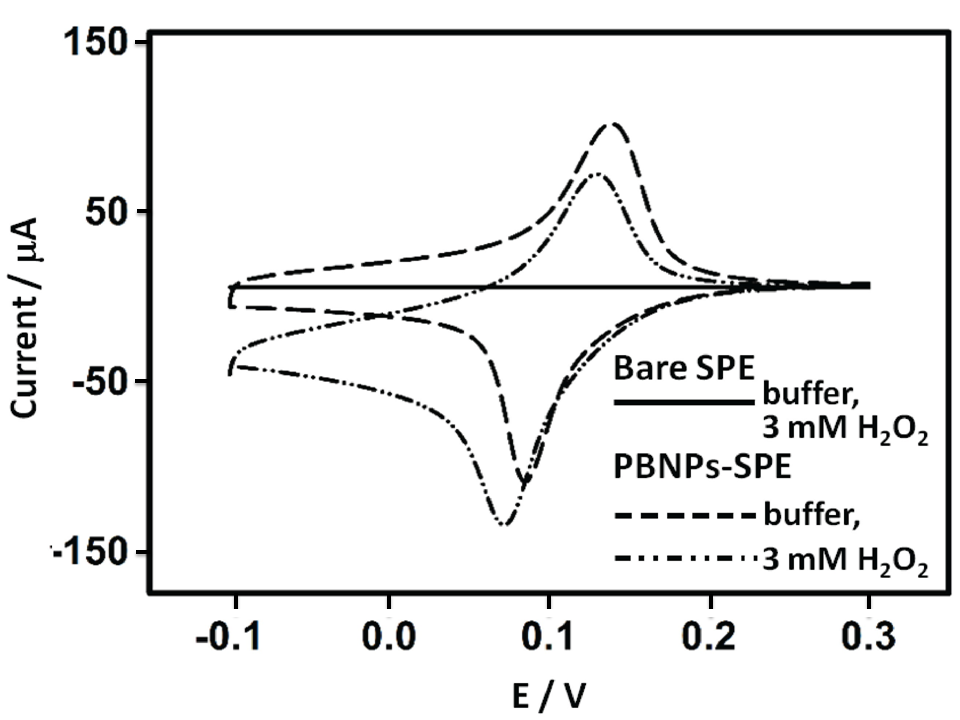 150
50
-50
-150
Current / μA
Bare SPE
buffer,
3 mM H₂O₂
PBNPs-SPE
buffer,
3 mM H₂O₂
-0.1 0.0 0.1 0.2 0.3
E / V